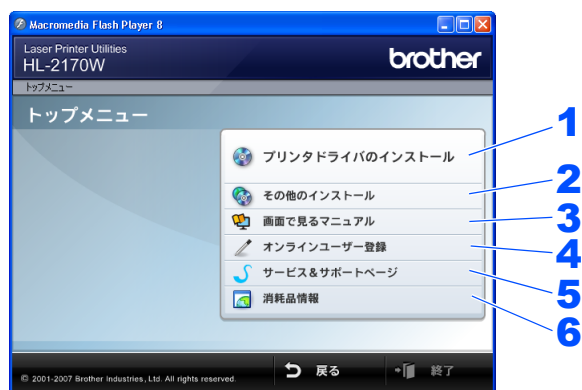 Macromedia Flash Player 8
Laser Printer Utilities
HL-2170W
brother
トップメニュー
トップメニュー
プリンタドライバのインストール
1
その他のインストール
2
画面で見るマニュアル
3
オンラインユーザー登録
4
サービス&サポートページ
5
消耗品情報
6
© 2001-2007 Brother Industries, Ltd. All rights reserved.
戻る
終了